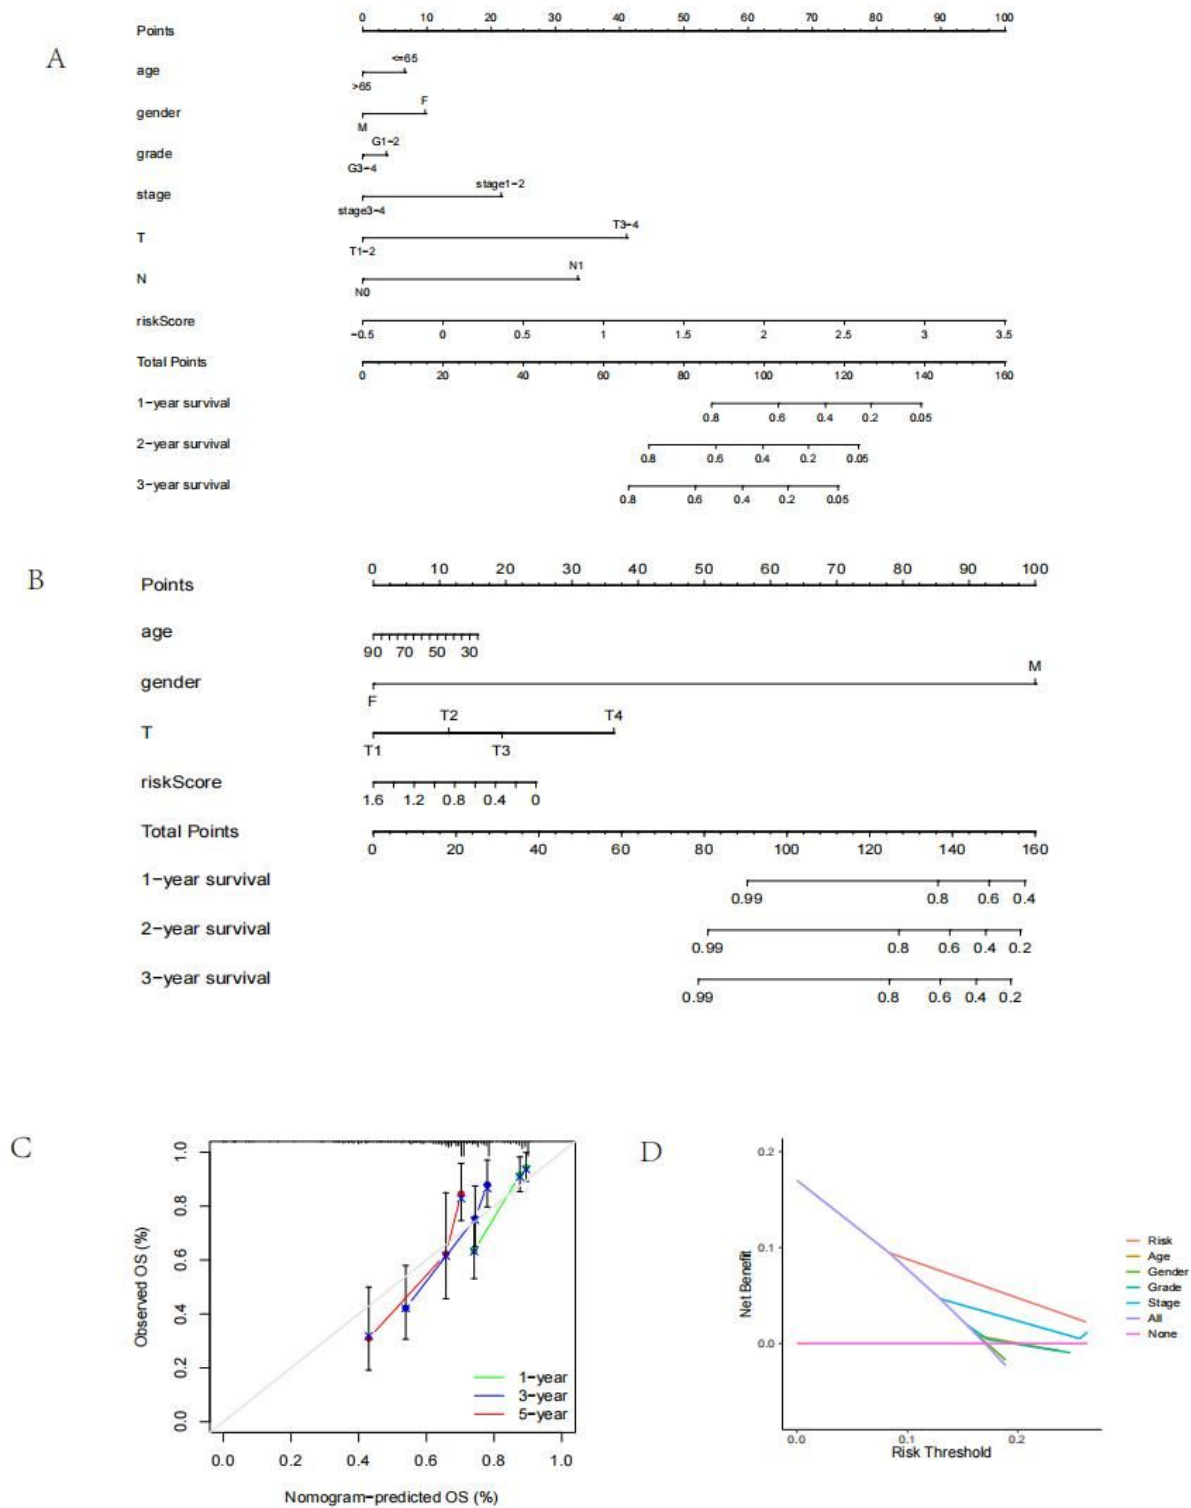 A
Points
0 10 20 30 40 50 60 70 80 90 100
age
<=65
>65
gender
F
M
grade
G1−2
G3−4
stage
stage1−2
stage3−4
T
T3−4
T1−2
N
N1
N0
riskScore
−0.5 0 0.5 1 1.5 2 2.5 3 3.5
Total Points
0 20 40 60 80 100 120 140 160
1−year survival
0.8 0.6 0.4 0.2 0.05
2−year survival
0.8 0.6 0.4 0.2 0.05
3−year survival
0.8 0.6 0.4 0.2 0.05
B
Points
0 10 20 30 40 50 60 70 80 90 100
age
90 70 50 30
gender
M
F
T
T2 T4
T1 T3
riskScore
1.6 1.2 0.8 0.4 0
Total Points
0 20 40 60 80 100 120 140 160
1−year survival
0.99 0.8 0.6 0.4
2−year survival
0.99 0.8 0.6 0.4 0.2
3−year survival
0.99 0.8 0.6 0.4 0.2
C
Observed OS (%)
1.0
0.8
0.6
0.4
0.2
0.0
1−year
3−year
5−year
0.0 0.2 0.4 0.6 0.8 1.0
Nomogram−predicted OS (%)
D
Net Benefit
0.2
0.1
0.0
0.0 0.1 0.2
Risk Threshold
Risk
Age
Gender
Grade
Stage
All
None